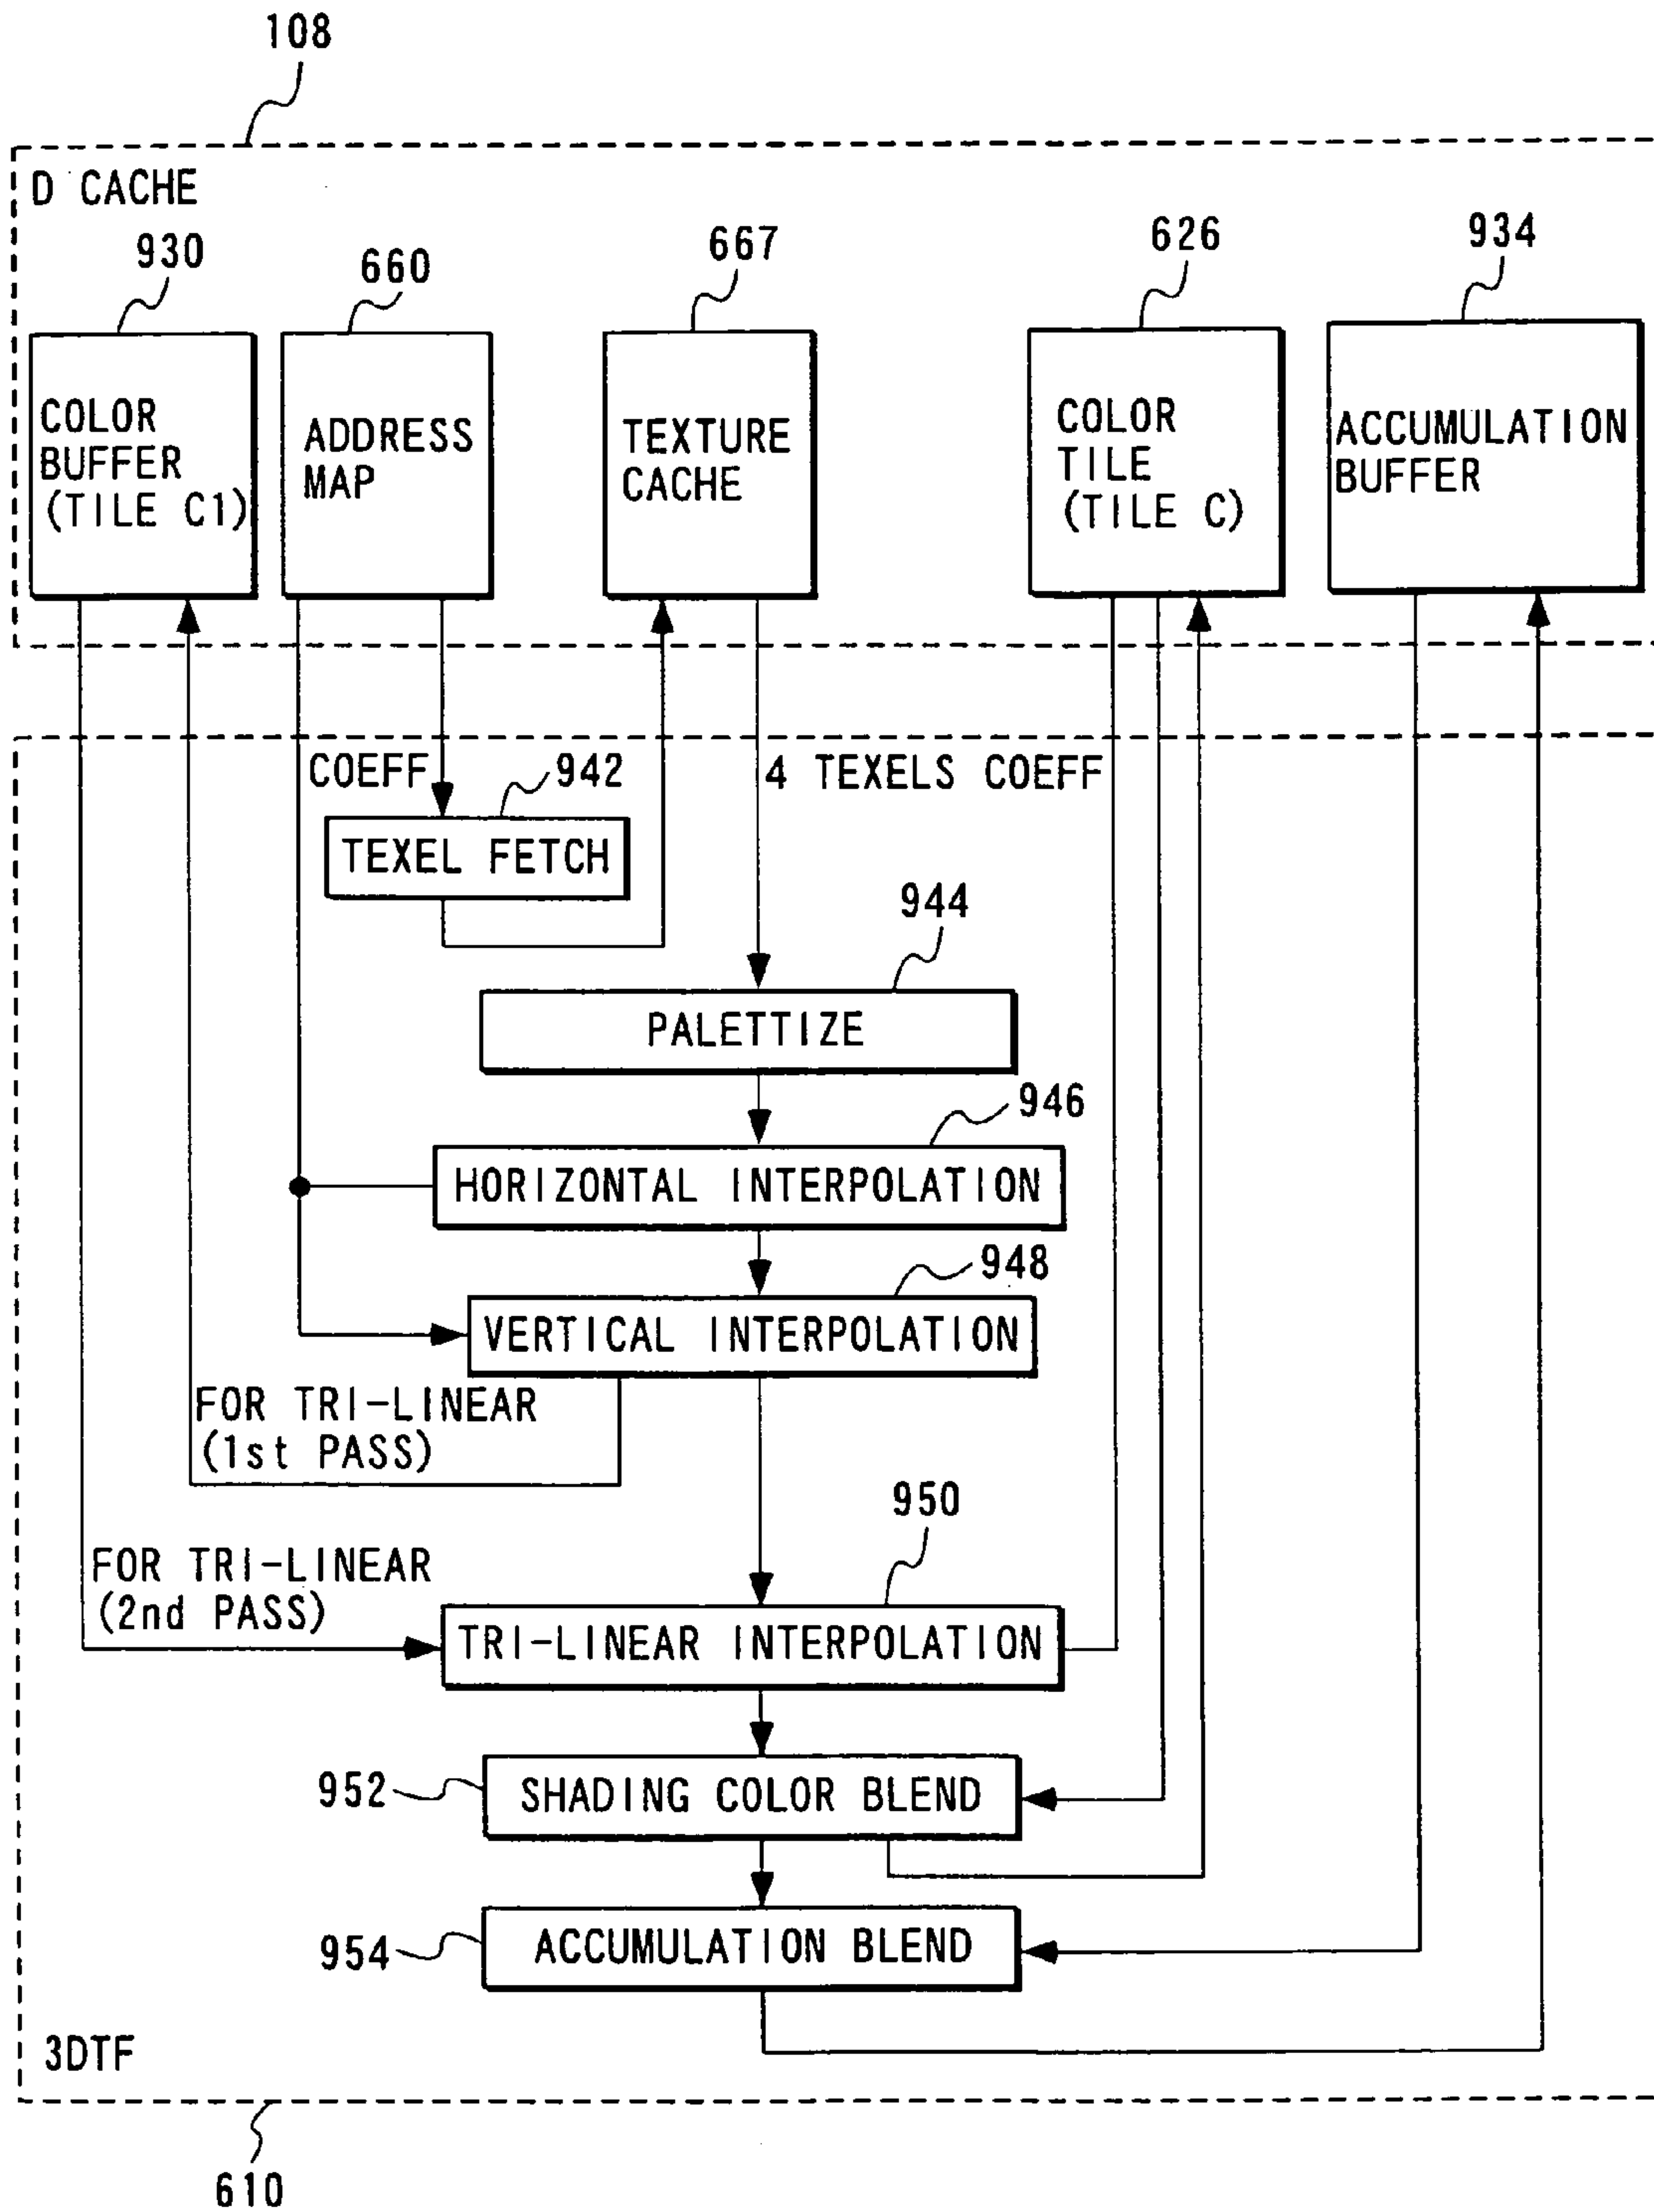 108
D CACHE
930
660
667
626
934
COLOR
BUFFER
(TILE C1)
ADDRESS
MAP
TEXTURE
CACHE
COLOR
TILE
(TILE C)
ACCUMULATION
BUFFER
COEFF
942
4 TEXELS COEFF
TEXEL FETCH
944
PALETTIZE
946
HORIZONTAL INTERPOLATION
948
VERTICAL INTERPOLATION
FOR TRI-LINEAR
(1st PASS)
950
FOR TRI-LINEAR
(2nd PASS)
TRI-LINEAR INTERPOLATION
952
SHADING COLOR BLEND
954
ACCUMULATION BLEND
3DTF
610